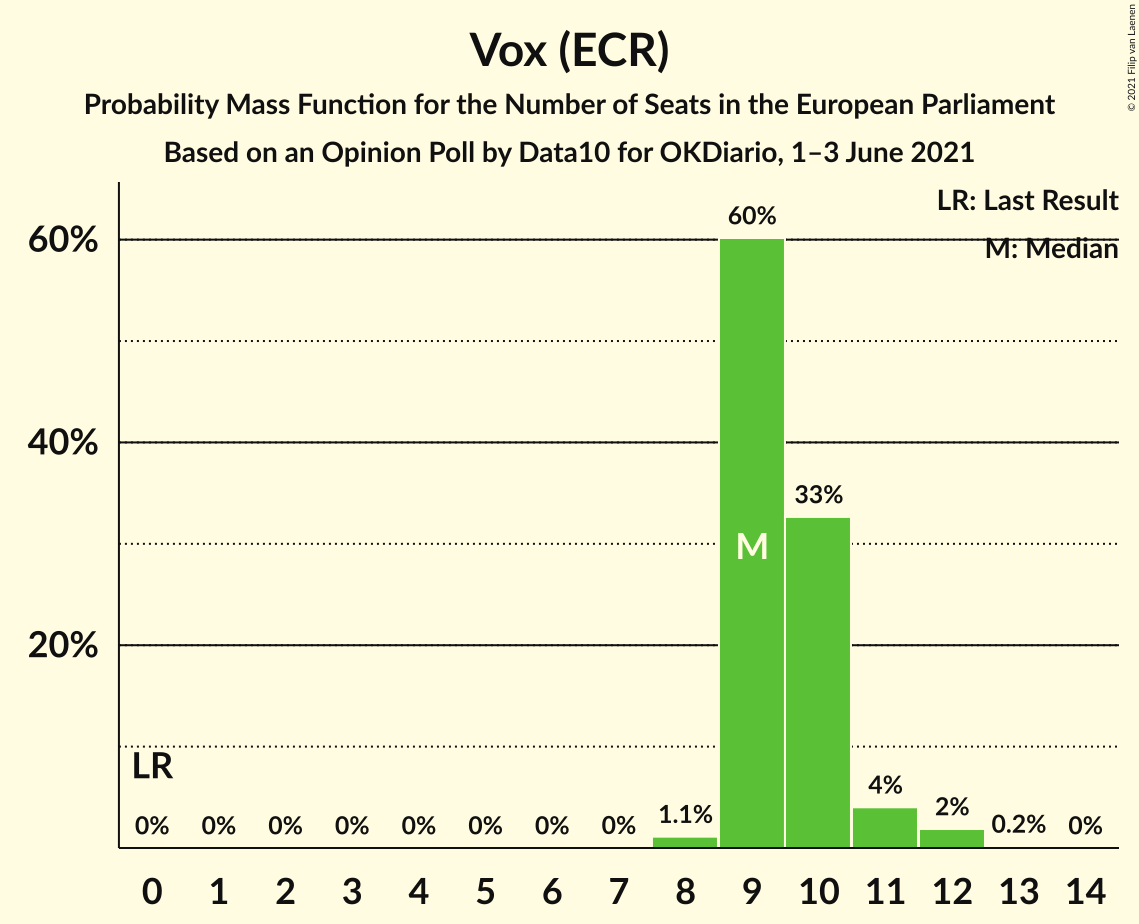 Vox (ECR)
Probability Mass Function for the Number of Seats in the European Parliament
Based on an Opinion Poll by Data10 for OKDiario, 1–3 June 2021
© 2021 Filip van Laenen
LR: Last Result
M: Median
60%
40%
20%
60%
33%
M
LR
0% 0% 0% 0% 0% 0% 0% 0% 1.1% 4% 2% 0.2% 0%
0 1 2 3 4 5 6 7 8 9 10 11 12 13 14